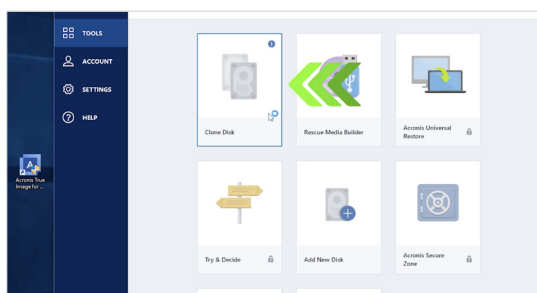 TOOLS
ACCOUNT
SETTINGS
HELP
Acronis True
Image for ...
Clone Disk
Rescue Media Builder
Acronis Universal
Restore
Try & Decide
Add New Disk
Acronis Secure
Zone